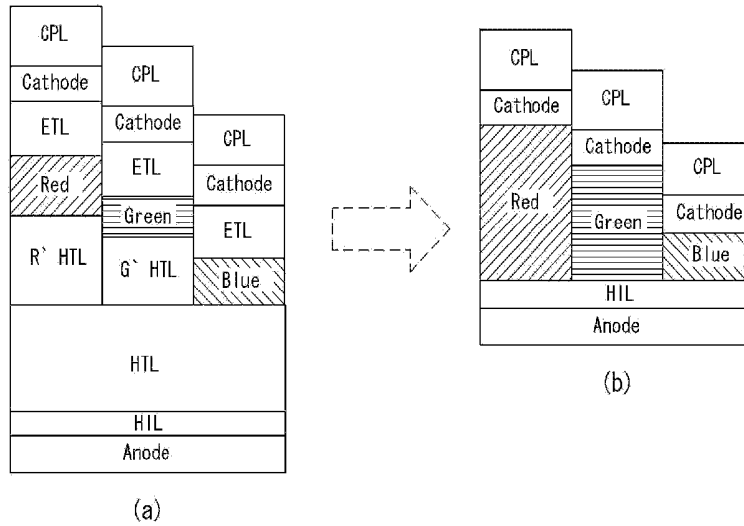 CPL
Cathode
ETL
Red
R` HTL
CPL
Cathode
ETL
Green
G` HTL
CPL
Cathode
ETL
Blue
HTL
HIL
Anode
(a)
CPL
Cathode
Red
CPL
Cathode
Green
CPL
Cathode
Blue
HIL
Anode
(b)